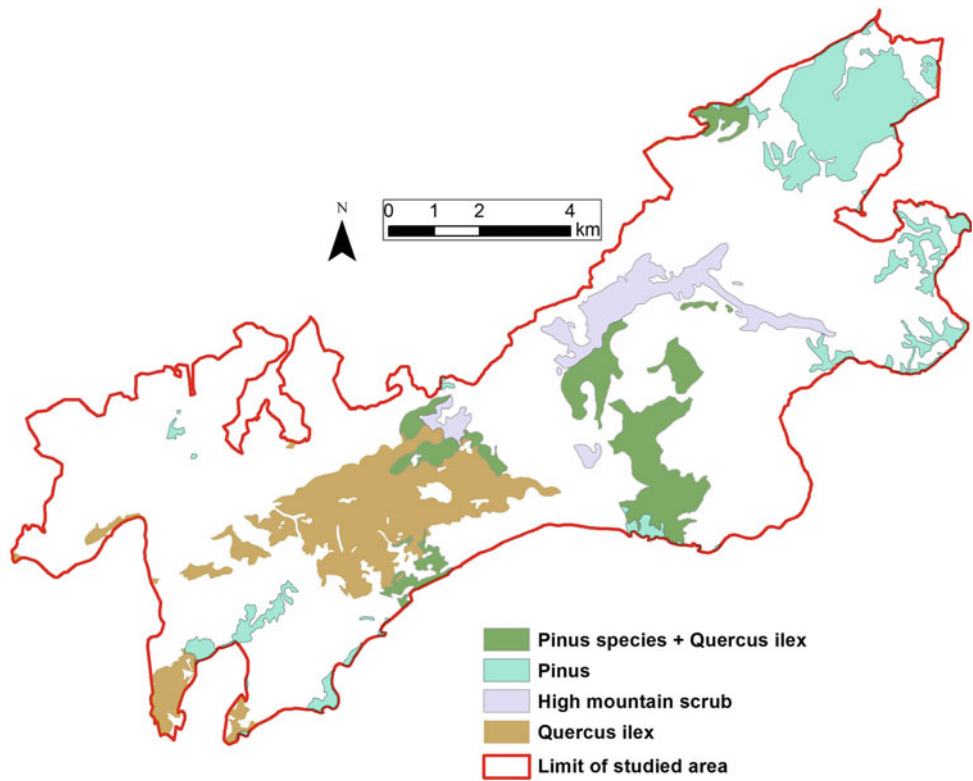 N
0 1 2 4
km
Pinus species + Quercus ilex
Pinus
High mountain scrub
Quercus ilex
Limit of studied area